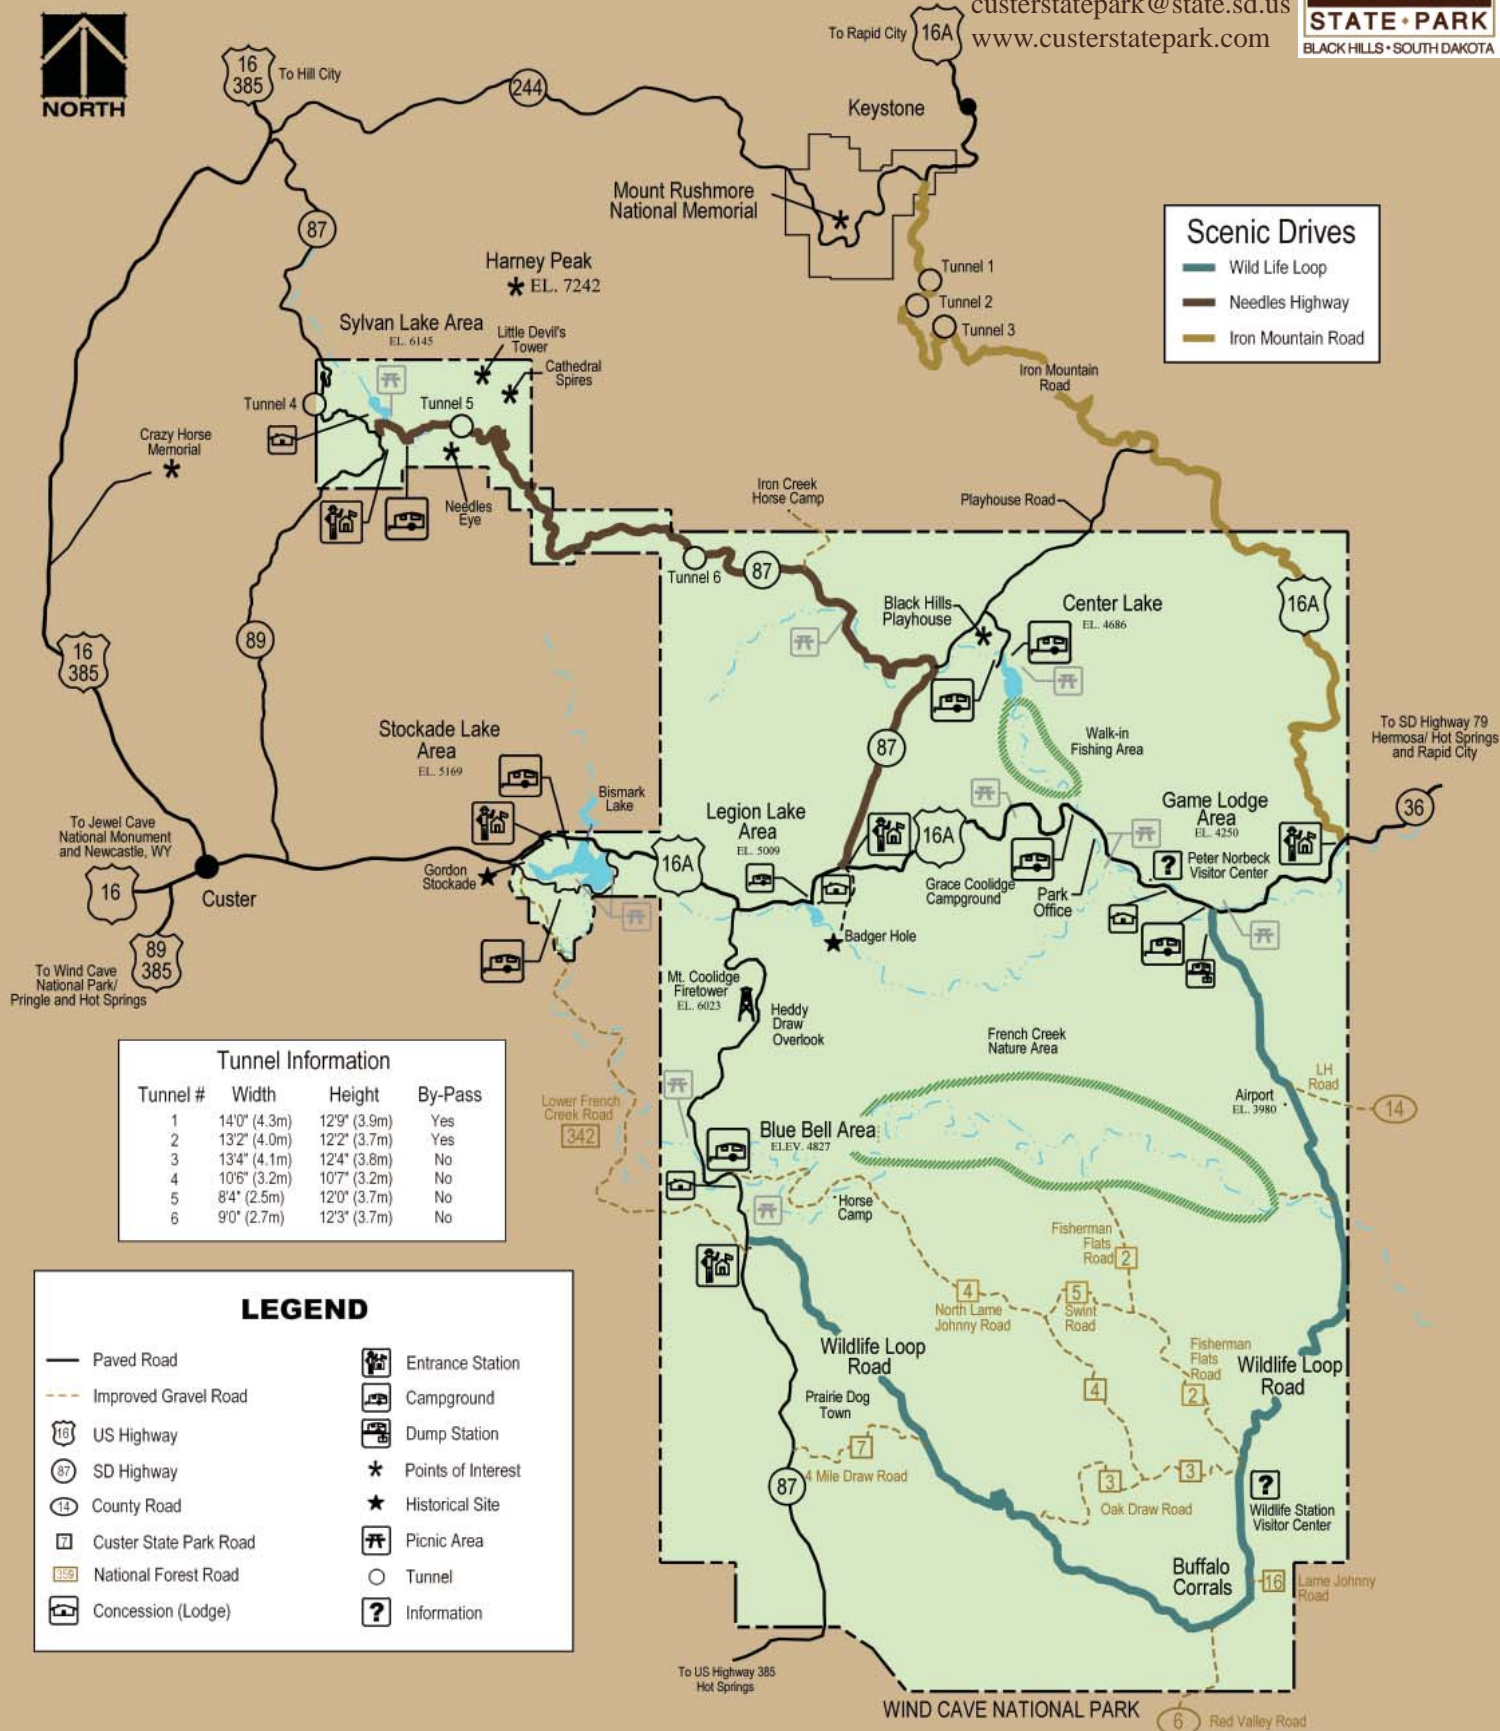 custerstatepark@state.sd.us
www.custerstatepark.com
STATE • PARK
BLACK HILLS • SOUTH DAKOTA
NORTH
16
385
To Hill City
244
To Rapid City
16A
Keystone
Mount Rushmore
National Memorial
87
Harney Peak
EL. 7242
Sylvan Lake Area
EL. 6145
Little Devil's
Tower
Cathedral
Spires
Tunnel 4
Tunnel 5
Needles
Eye
Crazy Horse
Memorial
Tunnel 1
Tunnel 2
Tunnel 3
Iron Mountain
Road
Scenic Drives
Wild Life Loop
Needles Highway
Iron Mountain Road
Iron Creek
Horse Camp
Playhouse Road
Tunnel 6
87
Black Hills
Playhouse
Center Lake
EL. 4686
16A
89
16
385
87
Walk-in
Fishing Area
To SD Highway 79
Hermosa/ Hot Springs
and Rapid City
36
Stockade Lake
Area
EL. 5169
Bismark
Lake
Legion Lake
Area
EL. 5009
16A
16A
Game Lodge
Area
EL. 4250
?
Peter Norbeck
Visitor Center
Grace Coolidge
Campground
Park
Office
To Jewel Cave
National Monument
and Newcastle, WY
16
Custer
Gordon
Stockade
Badger Hole
89
385
To Wind Cave
National Park/
Pringle and Hot Springs
Mt. Coolidge
Firetower
EL. 6023
Heddy
Draw
Overlook
French Creek
Nature Area
LH
Road
Airport
EL. 3980
14
Lower French
Creek Road
342
Blue Bell Area
ELEV. 4827
Horse
Camp
Tunnel Information
Tunnel # Width Height By-Pass
1 14'0" (4.3m) 12'9" (3.9m) Yes
2 13'2" (4.0m) 12'2" (3.7m) Yes
3 13'4" (4.1m) 12'4" (3.8m) No
4 10'6" (3.2m) 10'7" (3.2m) No
5 8'4" (2.5m) 12'0" (3.7m) No
6 9'0" (2.7m) 12'3" (3.7m) No
Fisherman
Flats
Road
2
4
North Lame
Johnny Road
5
Swint
Road
Fisherman
Flats
Road
2
4
Wildlife Loop
Road
Wildlife Loop
Road
Prairie Dog
Town
7
4 Mile Draw Road
87
3
3
Oak Draw Road
?
Wildlife Station
Visitor Center
Buffalo
Corrals
16
Lame Johnny
Road
LEGEND
Paved Road
Improved Gravel Road
16
US Highway
87
SD Highway
14
County Road
7
Custer State Park Road
359
National Forest Road
Concession (Lodge)
Entrance Station
Campground
Dump Station
Points of Interest
Historical Site
Picnic Area
Tunnel
?
Information
To US Highway 385
Hot Springs
WIND CAVE NATIONAL PARK
6
Red Valley Road